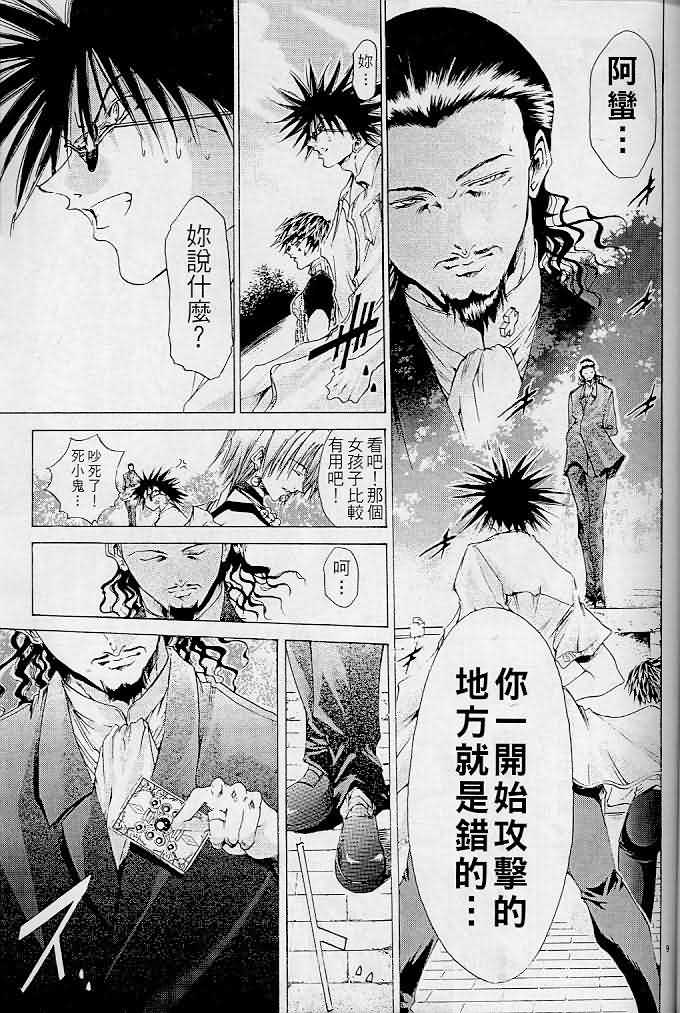 阿蠻⋯
你一開始攻擊的
地方就是錯的⋯
妳⋯
妳說什麼？
看吧！那個
女孩子比較
有用吧！
吵死了！
死小鬼⋯
呵⋯
9